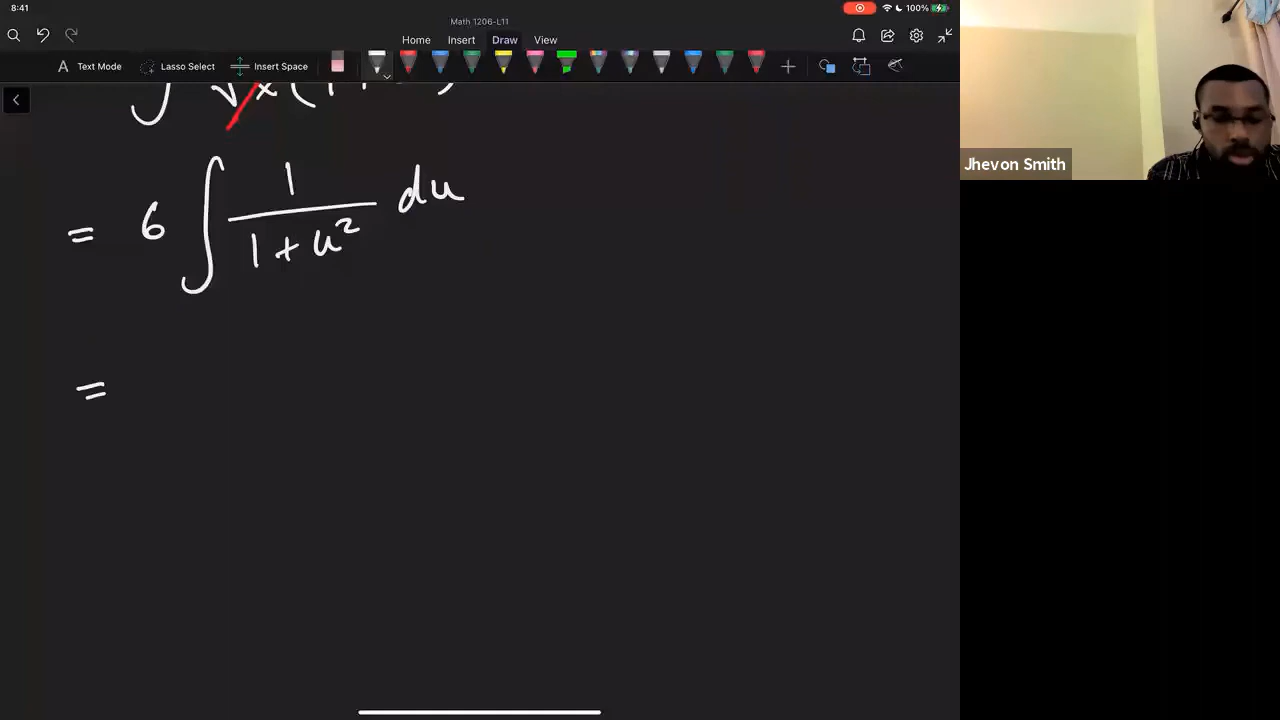 8:41
100%
Math 1206-L11
Home Insert Draw View
A Text Mode Lasso Select Insert Space
√x (1
= 6 ∫ 1/(1 + u²) du
=
Jhevon Smith